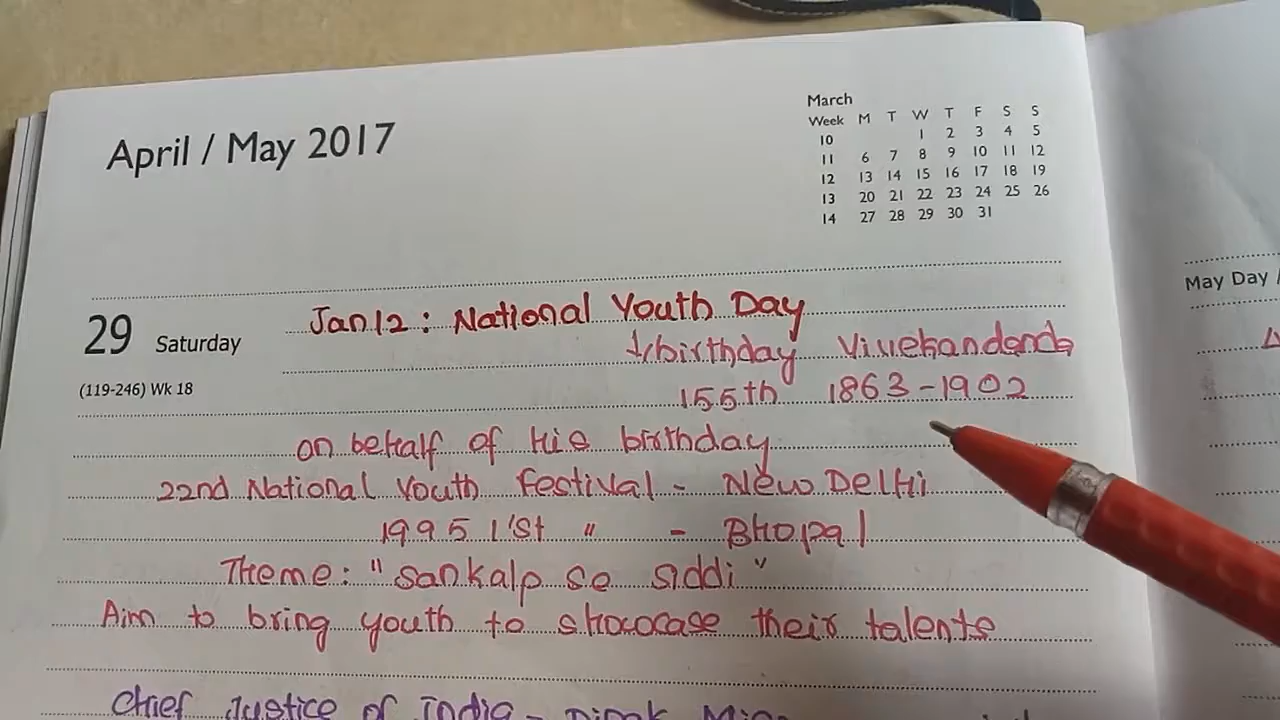 April / May 2017
March
Week M T W T F S S
10 1 2 3 4 5
11 6 7 8 9 10 11 12
12 13 14 15 16 17 18 19
13 20 21 22 23 24 25 26
14 27 28 29 30 31
29 Saturday
(119-246) Wk 18
Jan 12 : National Youth Day
birthday Vivekananda
155th 1863-1902
on behalf of His birthday
22nd National Youth Festival - New Delhi
1995 1'st " - Bhopal
Theme: "Sankalp se siddi"
Aim to bring youth to showcase their talents
Chief Justice of India - Dipak
May Day /